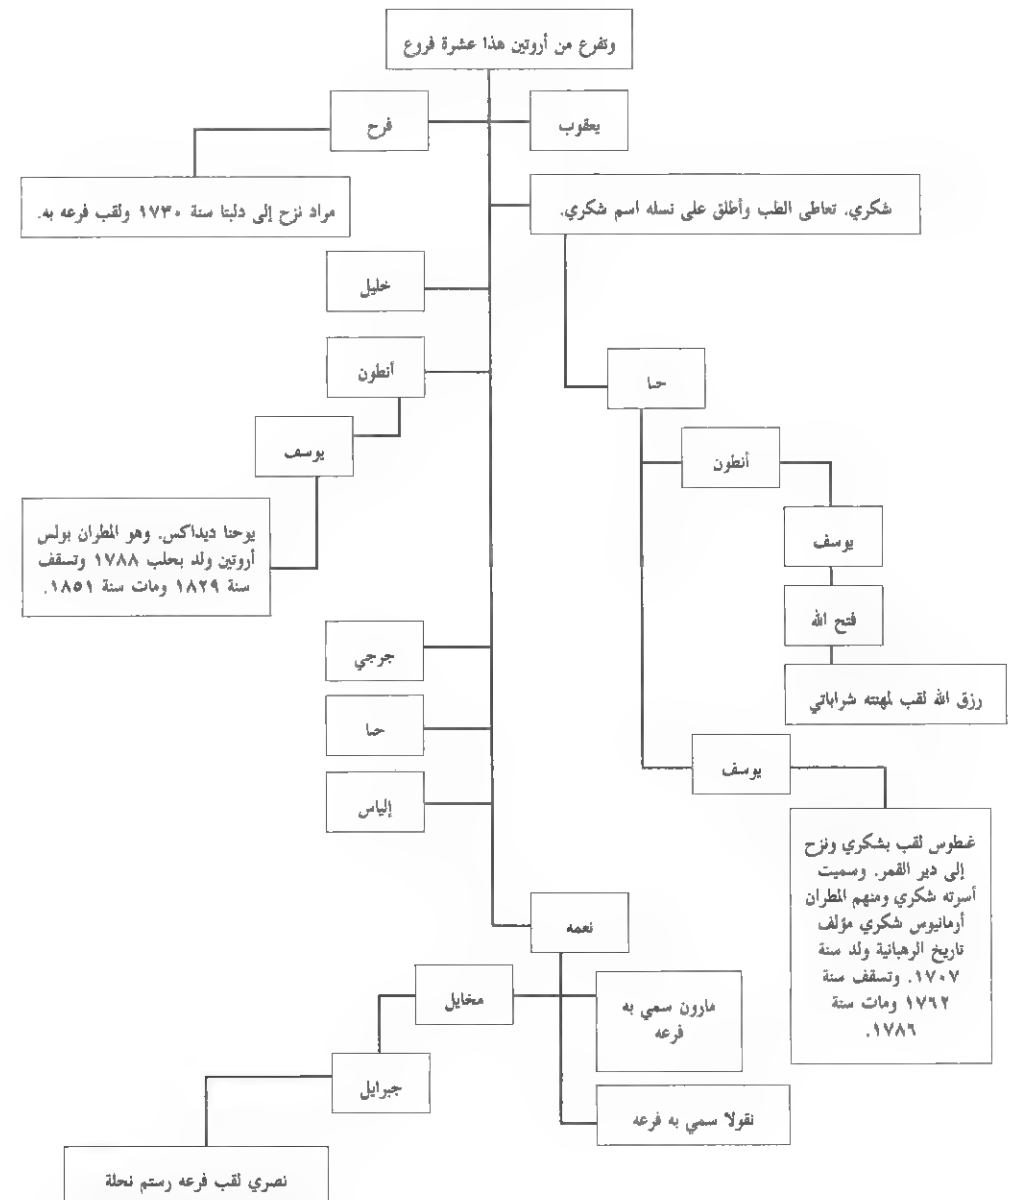 وتفرع من أروتين هذا عشرة فروع
يعقوب
فرح
شكري. تعاطى الطب وأطلق على نسله اسم شكري.
مراد نزح إلى دلبتا سنة ١٧٣٠ ولقب فرعه به.
خليل
أنطون
حنا
يوسف
أنطون
يوسف
يوحنا ديداكس. وهو المطران بولس
أروتين ولد بحلب ١٧٨٨ وتسقف
سنة ١٨٢٩ ومات سنة ١٨٥١.
فتح الله
جرجي
رزق الله لقب لمهنته شراباتي
حنا
يوسف
إلياس
غطوس لقب بشكري ونزح
إلى دير القمر. وسميت
أسرته شكري ومنهم المطران
أرمانيوس شكري مؤلف
تاريخ الرهبانية ولد سنة
١٧٠٧. وتسقف سنة
١٧٦٢ ومات سنة
١٧٨٦.
نعمه
مخايل
مارون سمي به
فرعه
جبرايل
نقولا سمي به فرعه
نصري لقب فرعه رستم نحلة